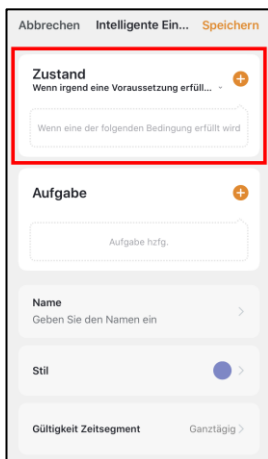 Abbrechen Intelligente Ein... Speichern
Zustand
Wenn irgend eine Voraussetzung erfüll...
Wenn eine der folgenden Bedingung erfüllt wird
Aufgabe
Aufgabe hzfg.
Name
Geben Sie den Namen ein
Stil
Gültigkeit Zeitsegment Ganztägig